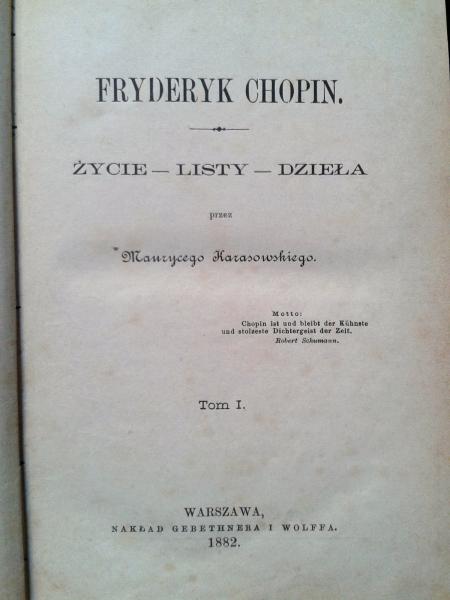 FRYDERYK CHOPIN.
ŻYCIE — LISTY — DZIEŁA
przez
Maurycego Karasowskiego.
Motto:
Chopin ist und bleibt der Kühnste
und stolzeste Dichtergeist der Zeit.
Robert Schumann.
Tom I.
WARSZAWA,
NAKŁAD GEBETHNERA I WOLFFA.
1882.